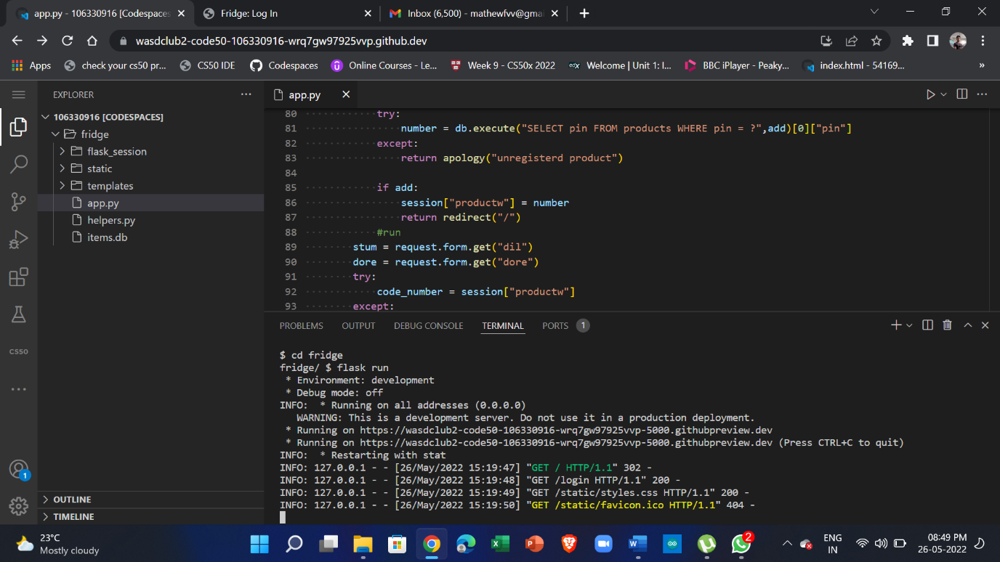 app.py - 106330916 [Codespaces
Fridge: Log In
Inbox (6,500) - mathewfvv@gmai
wasdclub2-code50-106330916-wrq7gw97925vvp.github.dev
Apps
check your cs50 pr...
CS50 IDE
Codespaces
Online Courses - Le...
Week 9 - CS50x 2022
edX
Welcome | Unit 1: I...
BBC iPlayer - Peaky...
index.html - 54169...
»
EXPLORER
106330916 [CODESPACES]
fridge
flask_session
static
templates
app.py
helpers.py
items.db
CS50
1
OUTLINE
TIMELINE
app.py
80 try:
81 number = db.execute("SELECT pin FROM products WHERE pin = ?",add)[0]["pin"]
82 except:
83 return apology("unregisterd product")
84
85 if add:
86 session["productw"] = number
87 return redirect("/")
88 #run
89 stum = request.form.get("dil")
90 dore = request.form.get("dore")
91 try:
92 code_number = session["productw"]
93 except:
PROBLEMS OUTPUT DEBUG CONSOLE TERMINAL PORTS 1
$ cd fridge
fridge/ $ flask run
* Environment: development
* Debug mode: off
INFO: * Running on all addresses (0.0.0.0)
WARNING: This is a development server. Do not use it in a production deployment.
* Running on https://wasdclub2-code50-106330916-wrq7gw97925vvp-5000.githubpreview.dev
* Running on https://wasdclub2-code50-106330916-wrq7gw97925vvp-5000.githubpreview.dev (Press CTRL+C to quit)
INFO: * Restarting with stat
INFO: 127.0.0.1 - - [26/May/2022 15:19:47] "GET / HTTP/1.1" 302 -
INFO: 127.0.0.1 - - [26/May/2022 15:19:48] "GET /login HTTP/1.1" 200 -
INFO: 127.0.0.1 - - [26/May/2022 15:19:49] "GET /static/styles.css HTTP/1.1" 200 -
INFO: 127.0.0.1 - - [26/May/2022 15:19:50] "GET /static/favicon.ico HTTP/1.1" 404 -
23°C
Mostly cloudy
2
ENG
IN
08:49 PM
26-05-2022